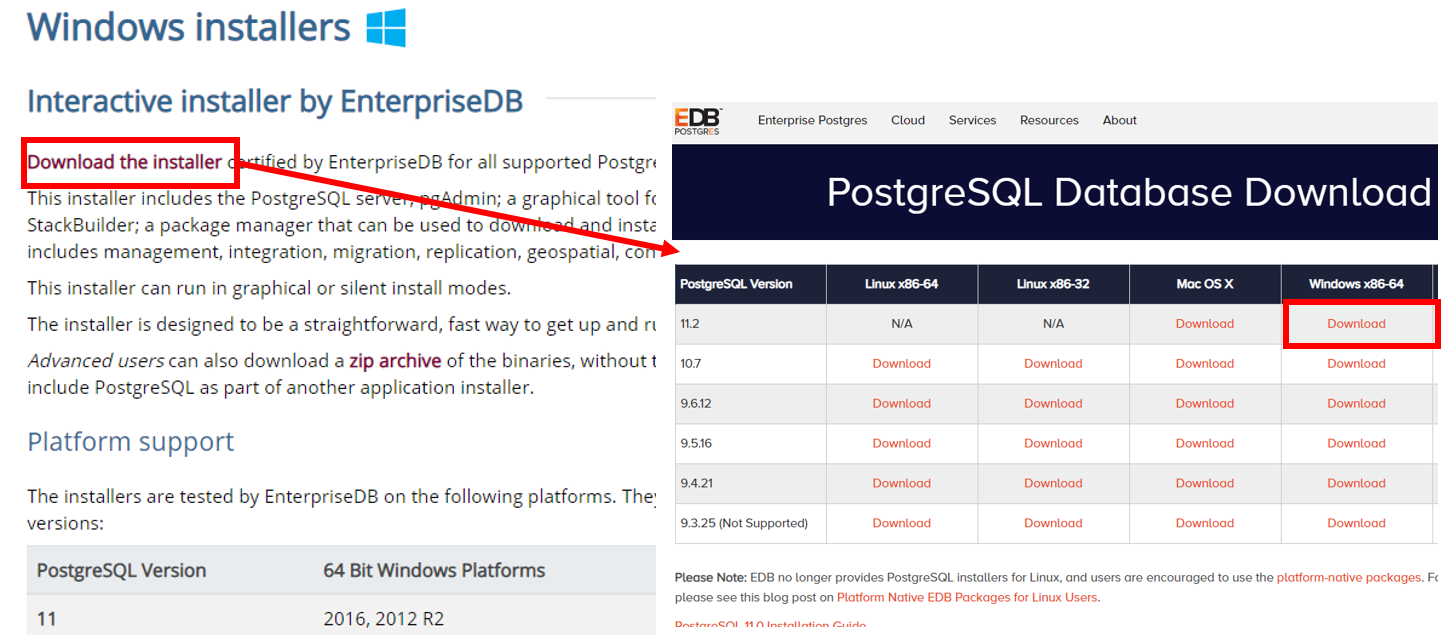 Windows installers
Interactive installer by EnterpriseDB
Download the installer certified by EnterpriseDB for all supported Postgre
This installer includes the PostgreSQL server, pgAdmin; a graphical tool fo
StackBuilder; a package manager that can be used to download and insta
includes management, integration, migration, replication, geospatial, con
This installer can run in graphical or silent install modes.
The installer is designed to be a straightforward, fast way to get up and ru
Advanced users can also download a zip archive of the binaries, without t
include PostgreSQL as part of another application installer.
Platform support
The installers are tested by EnterpriseDB on the following platforms. They
versions:
PostgreSQL Version 64 Bit Windows Platforms
11 2016, 2012 R2
EDB
POSTGRES
Enterprise Postgres Cloud Services Resources About
PostgreSQL Database Download
PostgreSQL Version Linux x86-64 Linux x86-32 Mac OS X Windows x86-64
11.2 N/A N/A Download Download
10.7 Download Download Download Download
9.6.12 Download Download Download Download
9.5.16 Download Download Download Download
9.4.21 Download Download Download Download
9.3.25 (Not Supported) Download Download Download Download
Please Note: EDB no longer provides PostgreSQL installers for Linux, and users are encouraged to use the platform-native packages. Fo
please see this blog post on Platform Native EDB Packages for Linux Users.
PostgreSQL 11.0 Installation Guide